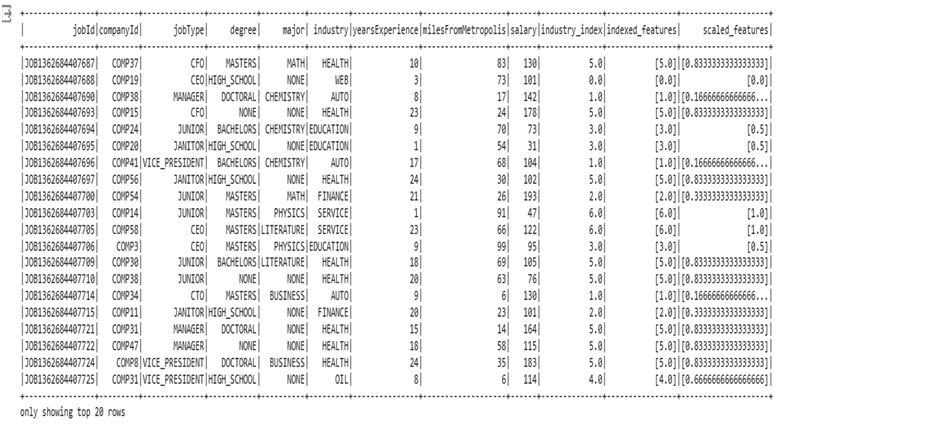 +-------------+---------+--------------+-----------+----------+---------+---------------+-------------------+------+--------------+----------------+--------------------+
|        jobId|companyId|       jobType|     degree|     major| industry|yearsExperience|milesFromMetropolis|salary|industry_index|indexed_features|     scaled_features|
+-------------+---------+--------------+-----------+----------+---------+---------------+-------------------+------+--------------+----------------+--------------------+
|JOB1362684407687|   COMP37|           CFO|    MASTERS|      MATH|   HEALTH|             10|                 83|   130|           5.0|           [5.0]|[0.8333333333333333]|
|JOB1362684407688|   COMP19|           CEO|HIGH_SCHOOL|      NONE|      WEB|              3|                 73|   101|           0.0|           [0.0]|               [0.0]|
|JOB1362684407690|   COMP38|       MANAGER|   DOCTORAL| CHEMISTRY|     AUTO|              8|                 17|   142|           1.0|           [1.0]|[0.16666666666666...|
|JOB1362684407693|   COMP15|           CFO|       NONE|      NONE|   HEALTH|             23|                 24|   178|           5.0|           [5.0]|[0.8333333333333333]|
|JOB1362684407694|   COMP24|        JUNIOR|  BACHELORS| CHEMISTRY|EDUCATION|              9|                 70|    73|           3.0|           [3.0]|               [0.5]|
|JOB1362684407695|   COMP20|       JANITOR|HIGH_SCHOOL|      NONE|EDUCATION|              1|                 54|    31|           3.0|           [3.0]|               [0.5]|
|JOB1362684407696|   COMP41|VICE_PRESIDENT|  BACHELORS| CHEMISTRY|     AUTO|             17|                 68|   104|           1.0|           [1.0]|[0.16666666666666...|
|JOB1362684407697|   COMP56|       JANITOR|HIGH_SCHOOL|      NONE|   HEALTH|             24|                 30|   102|           5.0|           [5.0]|[0.8333333333333333]|
|JOB1362684407700|   COMP54|        JUNIOR|    MASTERS|      MATH|  FINANCE|             21|                 26|   193|           2.0|           [2.0]|[0.3333333333333333]|
|JOB1362684407703|   COMP14|        JUNIOR|    MASTERS|   PHYSICS|  SERVICE|              1|                 91|    47|           6.0|           [6.0]|               [1.0]|
|JOB1362684407705|   COMP58|           CEO|    MASTERS|LITERATURE|  SERVICE|             23|                 66|   122|           6.0|           [6.0]|               [1.0]|
|JOB1362684407706|    COMP3|           CEO|    MASTERS|   PHYSICS|EDUCATION|              9|                 99|    95|           3.0|           [3.0]|               [0.5]|
|JOB1362684407709|   COMP30|        JUNIOR|  BACHELORS|LITERATURE|   HEALTH|             18|                 69|   105|           5.0|           [5.0]|[0.8333333333333333]|
|JOB1362684407710|   COMP38|        JUNIOR|       NONE|      NONE|   HEALTH|             20|                 63|    76|           5.0|           [5.0]|[0.8333333333333333]|
|JOB1362684407714|   COMP34|           CTO|    MASTERS|  BUSINESS|     AUTO|              9|                  6|   130|           1.0|           [1.0]|[0.16666666666666...|
|JOB1362684407715|   COMP11|       JANITOR|HIGH_SCHOOL|      NONE|  FINANCE|             20|                 23|   101|           2.0|           [2.0]|[0.3333333333333333]|
|JOB1362684407721|   COMP31|       MANAGER|   DOCTORAL|      NONE|   HEALTH|             15|                 14|   164|           5.0|           [5.0]|[0.8333333333333333]|
|JOB1362684407722|   COMP47|       MANAGER|       NONE|      NONE|   HEALTH|             18|                 58|   115|           5.0|           [5.0]|[0.8333333333333333]|
|JOB1362684407724|    COMP8|VICE_PRESIDENT|   DOCTORAL|  BUSINESS|   HEALTH|             24|                 35|   183|           5.0|           [5.0]|[0.8333333333333333]|
|JOB1362684407725|   COMP31|VICE_PRESIDENT|HIGH_SCHOOL|      NONE|      OIL|              8|                  6|   114|           4.0|           [4.0]|[0.6666666666666666]|
+-------------+---------+--------------+-----------+----------+---------+---------------+-------------------+------+--------------+----------------+--------------------+
only showing top 20 rows